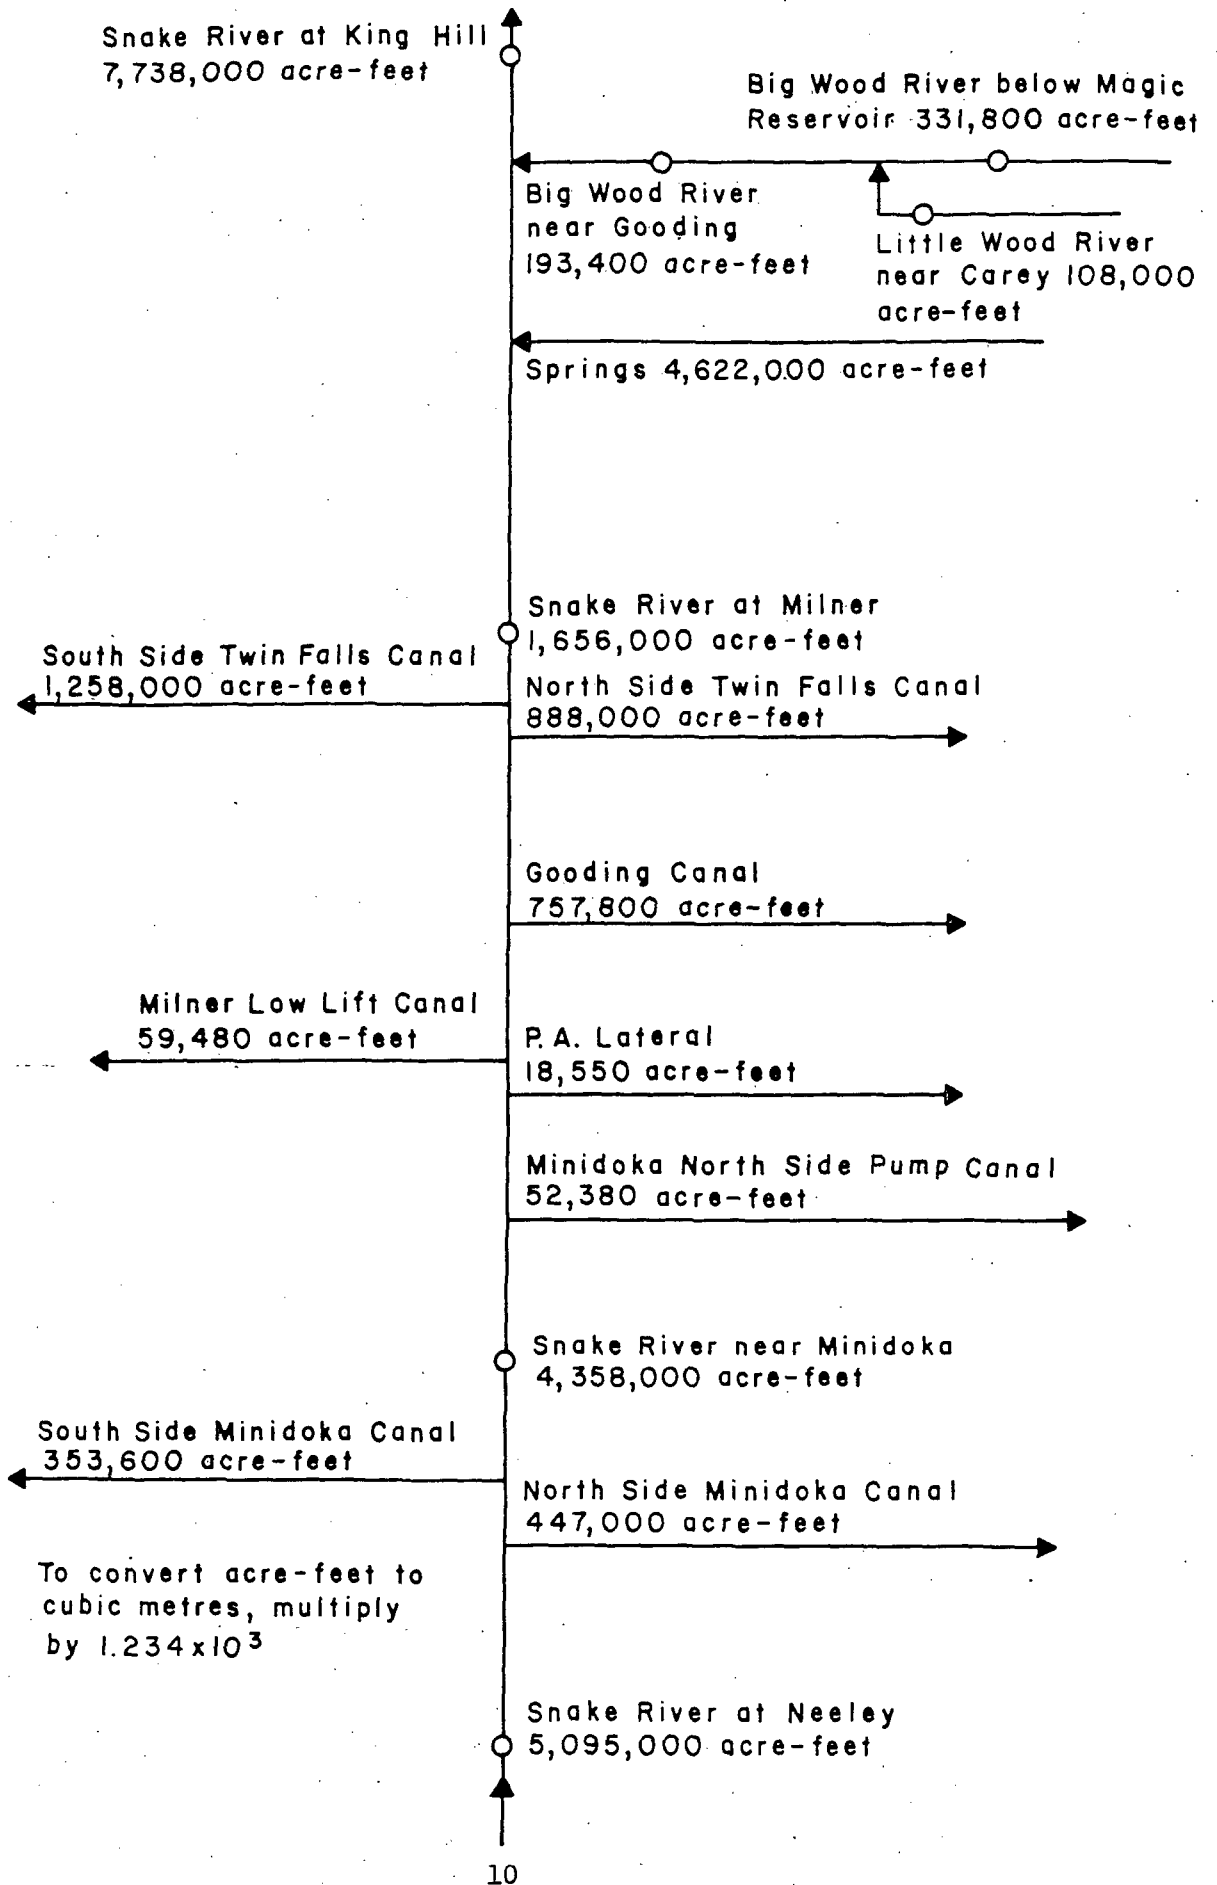 Snake River at King Hill
7,738,000 acre-feet
Big Wood River below Magic
Reservoir 331,800 acre-feet
Big Wood River
near Gooding
193,400 acre-feet
Little Wood River
near Carey 108,000
acre-feet
Springs 4,622,000 acre-feet
Snake River at Milner
1,656,000 acre-feet
South Side Twin Falls Canal
1,258,000 acre-feet
North Side Twin Falls Canal
888,000 acre-feet
Gooding Canal
757,800 acre-feet
Milner Low Lift Canal
59,480 acre-feet
P.A. Lateral
18,550 acre-feet
Minidoka North Side Pump Canal
52,380 acre-feet
Snake River near Minidoka
4,358,000 acre-feet
South Side Minidoka Canal
353,600 acre-feet
North Side Minidoka Canal
447,000 acre-feet
To convert acre-feet to
cubic metres, multiply
by 1.234x10³
Snake River at Neeley
5,095,000 acre-feet
10